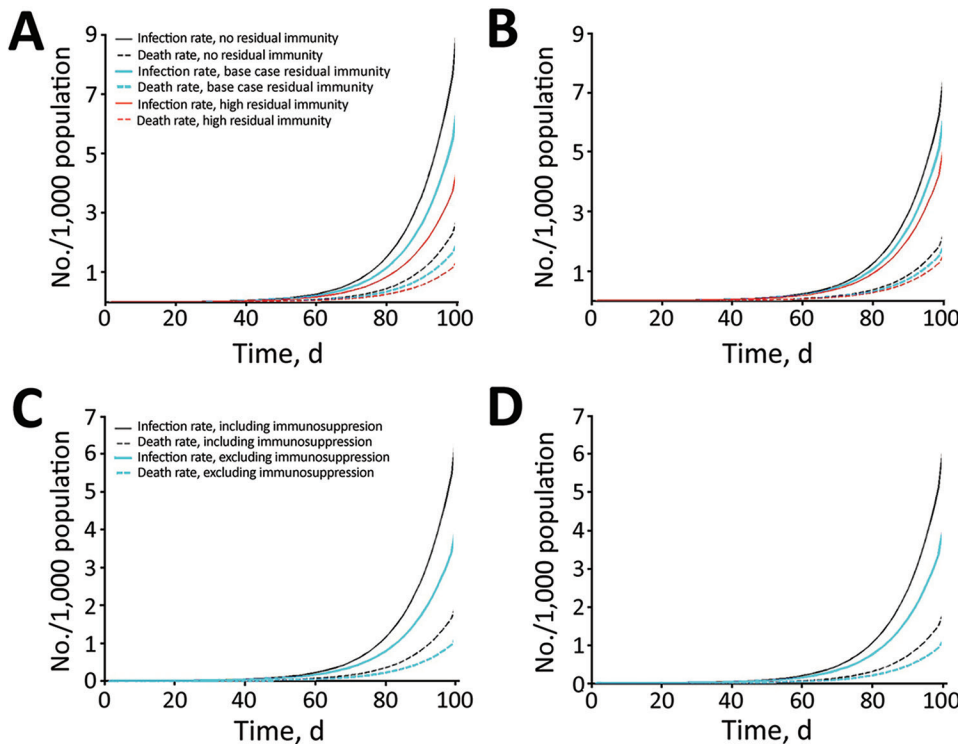 A
B
Infection rate, no residual immunity
Death rate, no residual immunity
Infection rate, base case residual immunity
Death rate, base case residual immunity
Infection rate, high residual immunity
Death rate, high residual immunity
No./1,000 population
9
7
5
3
1
0 20 40 60 80 100
Time, d
No./1,000 population
9
7
5
3
1
0 20 40 60 80 100
Time, d
C
D
Infection rate, including immunosuppresion
Death rate, including immunosuppression
Infection rate, excluding immunosuppression
Death rate, excluding immunosuppression
No./1,000 population
7
6
5
4
3
2
1
0
0 20 40 60 80 100
Time, d
No./1,000 population
7
6
5
4
3
2
1
0
0 20 40 60 80 100
Time, d